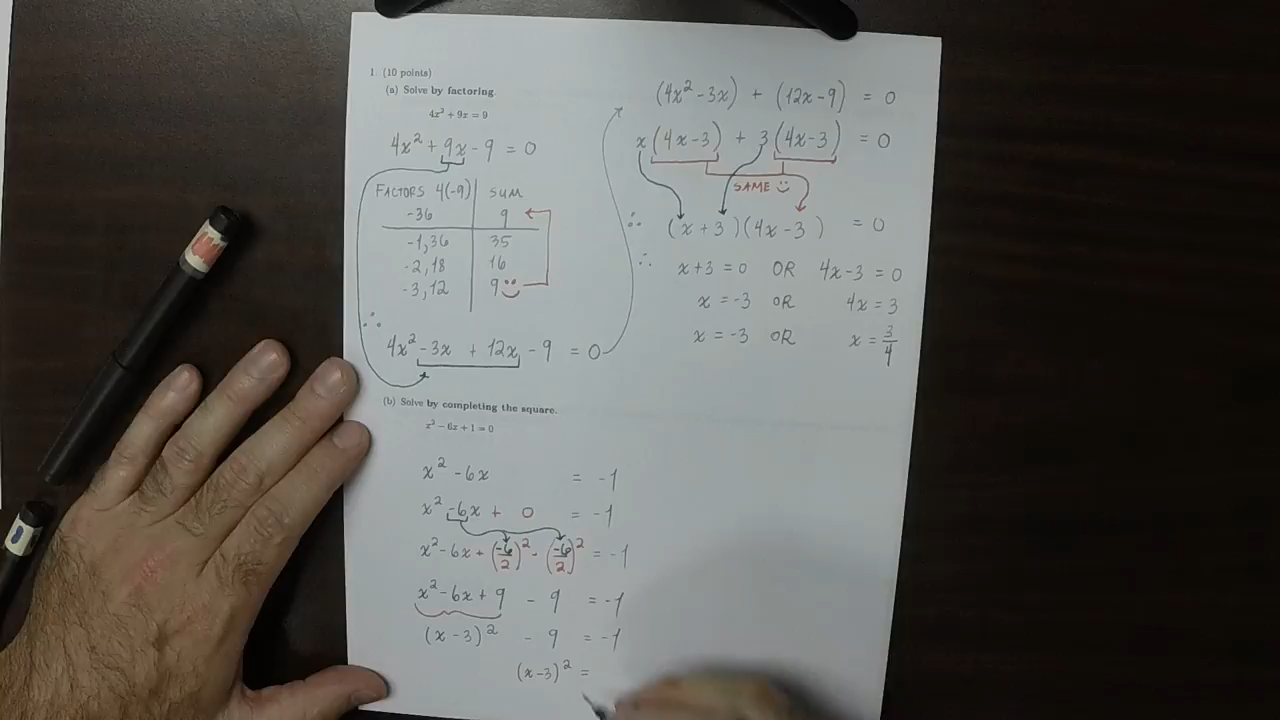 1. (10 points)
(a) Solve by factoring.
4x² + 9x = 9
4x² + 9x - 9 = 0
FACTORS 4(-9) SUM
-36 9
-1, 36 35
-2, 18 16
-3, 12 9
∴
4x² - 3x + 12x - 9 = 0
(4x² - 3x) + (12x - 9) = 0
x(4x - 3) + 3(4x - 3) = 0
SAME
∴ (x + 3)(4x - 3) = 0
∴ x + 3 = 0 OR 4x - 3 = 0
x = -3 OR 4x = 3
x = -3 OR x = 3/4
(b) Solve by completing the square.
x² - 6x + 1 = 0
x² - 6x = -1
x² - 6x + 0 = -1
x² - 6x + (-6/2)² - (-6/2)² = -1
x² - 6x + 9 - 9 = -1
(x - 3)² - 9 = -1
(x - 3)² =